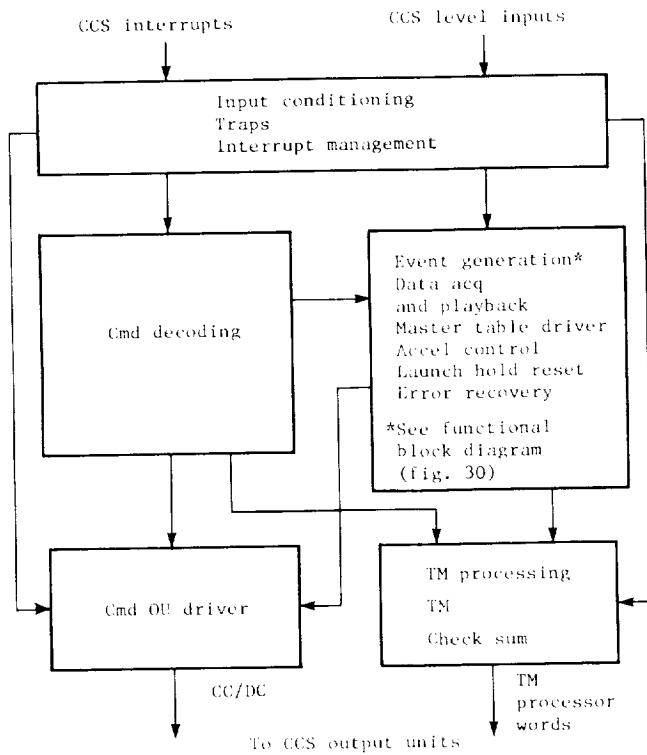 CCS interrupts
CCS level inputs
Input conditioning
Traps
Interrupt management
Cmd decoding
Event generation*
Data acq
and playback
Master table driver
Accel control
Launch hold reset
Error recovery
*See functional
block diagram
(fig. 30)
Cmd OU driver
TM processing
TM
Check sum
CC/DC
TM
processor
words
To CCS output units